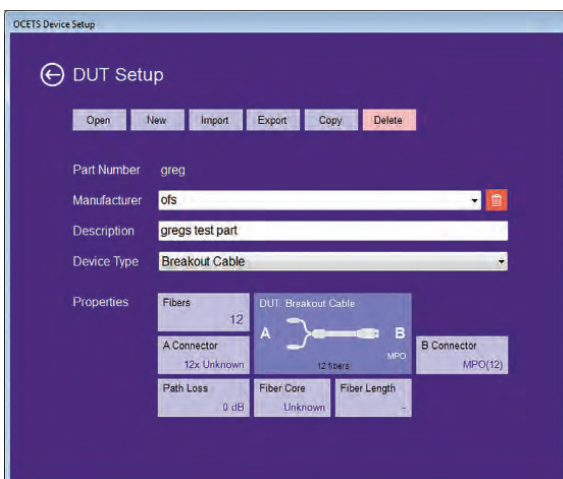 OCETS Device Setup
DUT Setup
Open New Import Export Copy Delete
Part Number greg
Manufacturer ofs
Description gregs test part
Device Type Breakout Cable
Properties
Fibers
12
DUT: Breakout Cable
A B
MPO
12 fibers
A Connector
12x Unknown
B Connector
MPO(12)
Path Loss
0 dB
Fiber Core
Unknown
Fiber Length
-